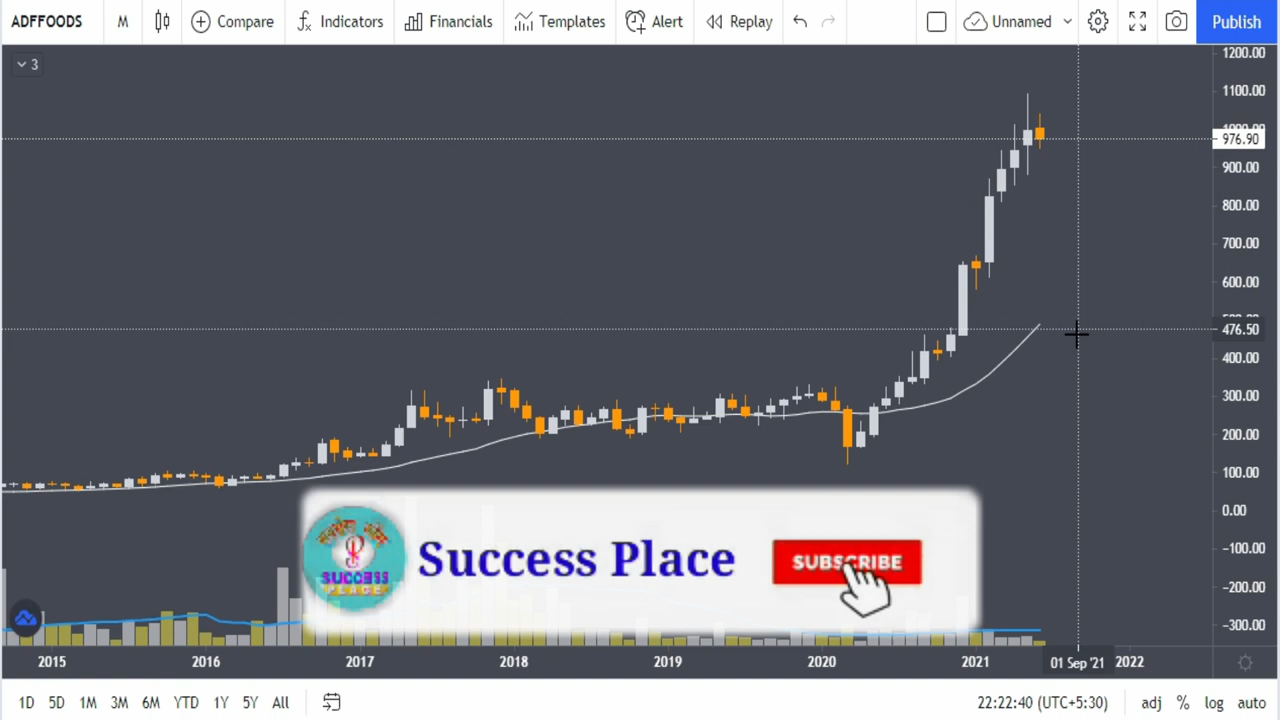 ADFFOODS M Compare Indicators Financials Templates Alert Replay Unnamed Publish
3
1200.00
1100.00
976.90
900.00
800.00
700.00
600.00
476.50
400.00
300.00
200.00
100.00
0.00
-100.00
-200.00
-300.00
Success Place
SUBSCRIBE
SUCCESS
PLACE
2015 2016 2017 2018 2019 2020 2021 01 Sep '21 2022
1D 5D 1M 3M 6M YTD 1Y 5Y All 22:22:40 (UTC+5:30) adj % log auto